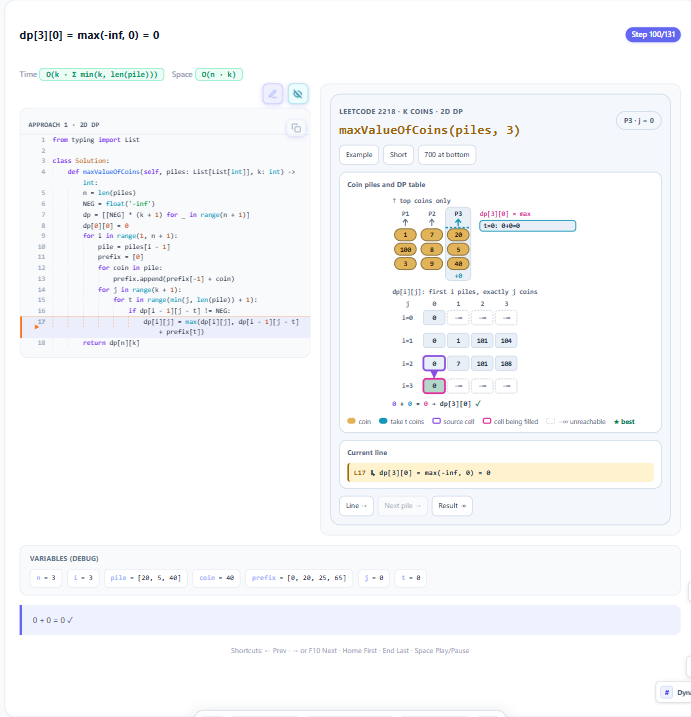 dp[3][0] = max(-inf, 0) = 0
Step 100/131
Time O(k · Σ min(k, len(pile))) Space O(n · k)
APPROACH 1 · 2D DP
1 from typing import List
2
3 class Solution:
4 def maxValueOfCoins(self, piles: List[List[int]], k: int) ->
int:
5 n = len(piles)
6 NEG = float('-inf')
7 dp = [[NEG] * (k + 1) for _ in range(n + 1)]
8 dp[0][0] = 0
9 for i in range(1, n + 1):
10 pile = piles[i - 1]
11 prefix = [0]
12 for coin in pile:
13 prefix.append(prefix[-1] + coin)
14 for j in range(k + 1):
15 for t in range(min(j, len(pile)) + 1):
16 if dp[i - 1][j - t] != NEG:
17 dp[i][j] = max(dp[i][j], dp[i - 1][j - t]
+ prefix[t])
18 return dp[n][k]
LEETCODE 2218 · K COINS · 2D DP
maxValueOfCoins(piles, 3)
P3 · j = 0
Example Short 700 at bottom
Coin piles and DP table
↑ top coins only
P1 P2 P3
dp[3][0] = max
t=0: 0+0=0
1 7 20
100 8 5
3 9 40
+0
dp[i][j]: first i piles, exactly j coins
j 0 1 2 3
i=0 0 -∞ -∞ -∞
i=1 0 1 101 104
i=2 0 7 101 108
i=3 0 -∞ -∞ -∞
0 + 0 = 0 → dp[3][0] ✓
coin take t coins source cell cell being filled -∞ unreachable ★ best
Current line
L17 dp[3][0] = max(-inf, 0) = 0
Line → Next pile → Result »
VARIABLES (DEBUG)
n = 3 i = 3 pile = [20, 5, 40] coin = 40 prefix = [0, 20, 25, 65] j = 0 t = 0
0 + 0 = 0 ✓
Shortcuts: ← Prev · → or F10 Next · Home First · End Last · Space Play/Pause
# Dyna